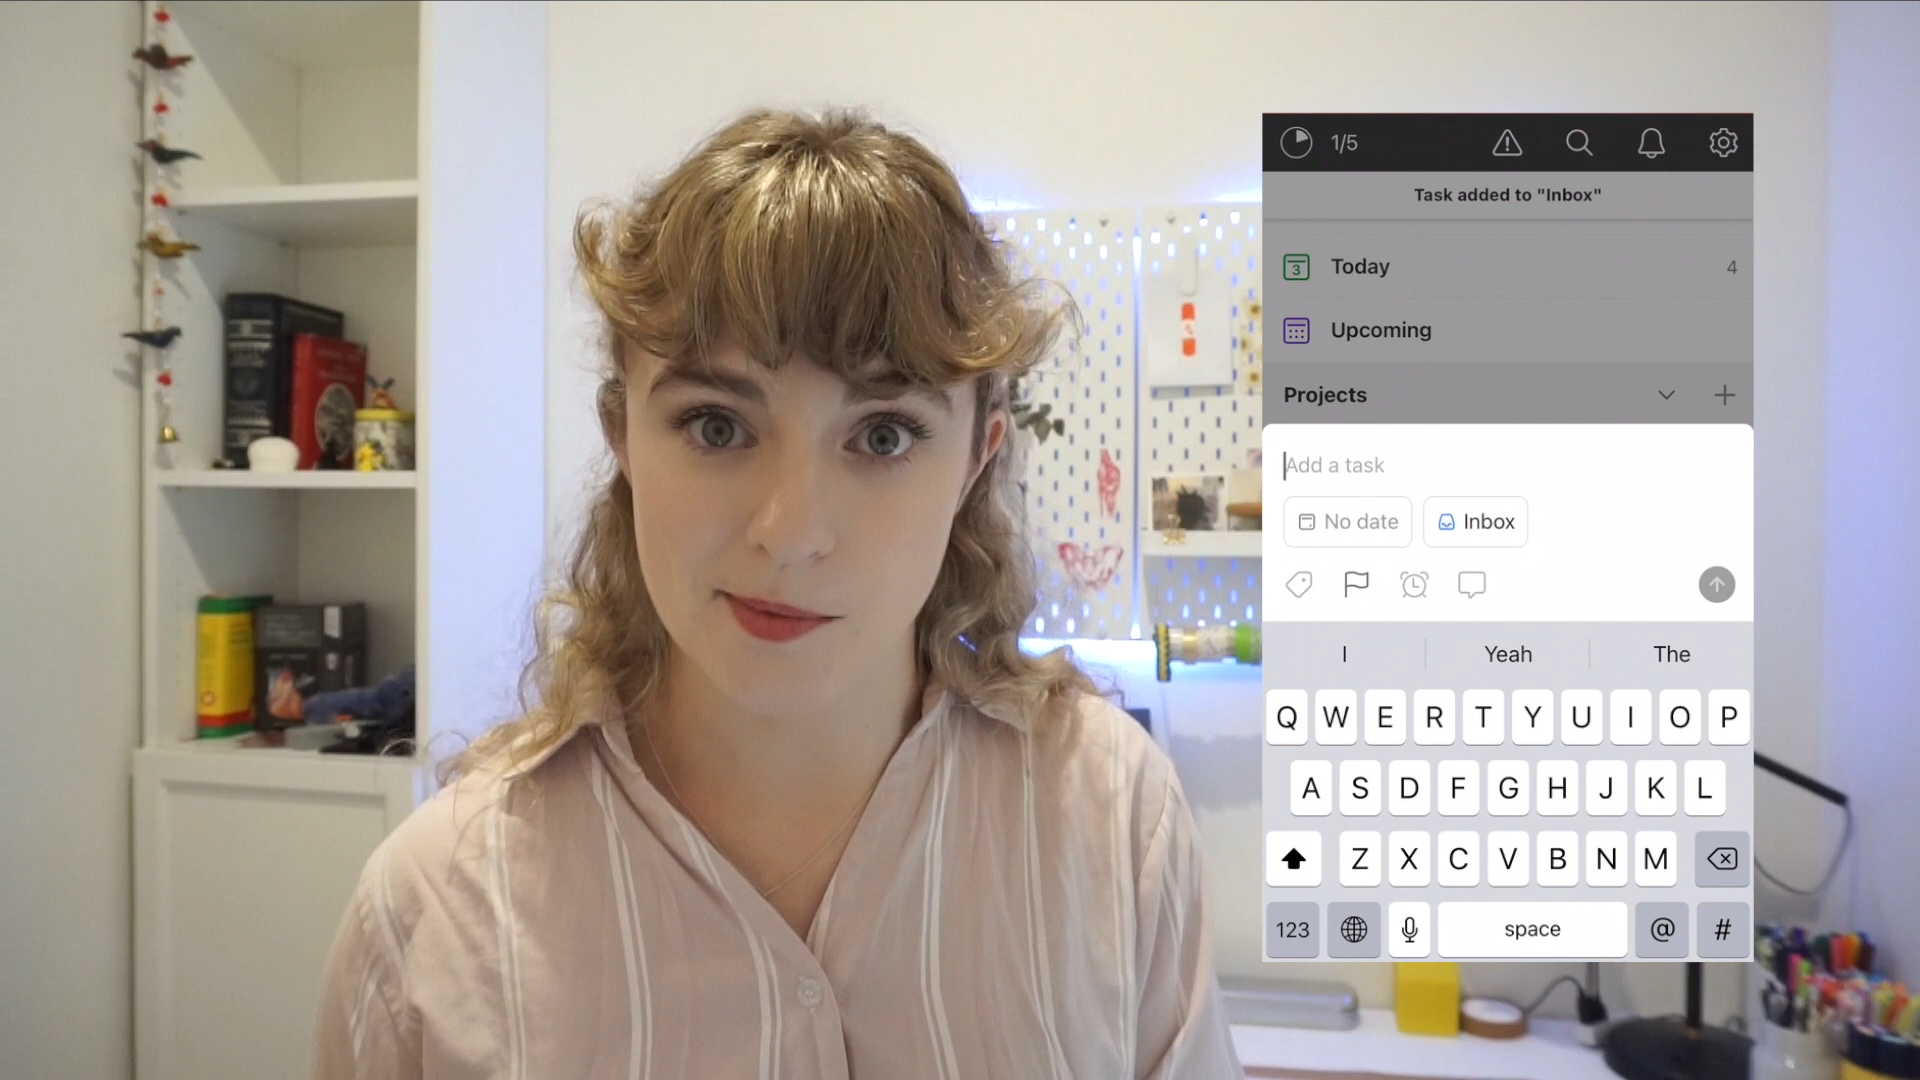 1/5
Task added to "Inbox"
3 Today 4
Upcoming
Projects
Add a task
No date Inbox
I Yeah The
Q W E R T Y U I O P
A S D F G H J K L
Z X C V B N M
123 space @ #